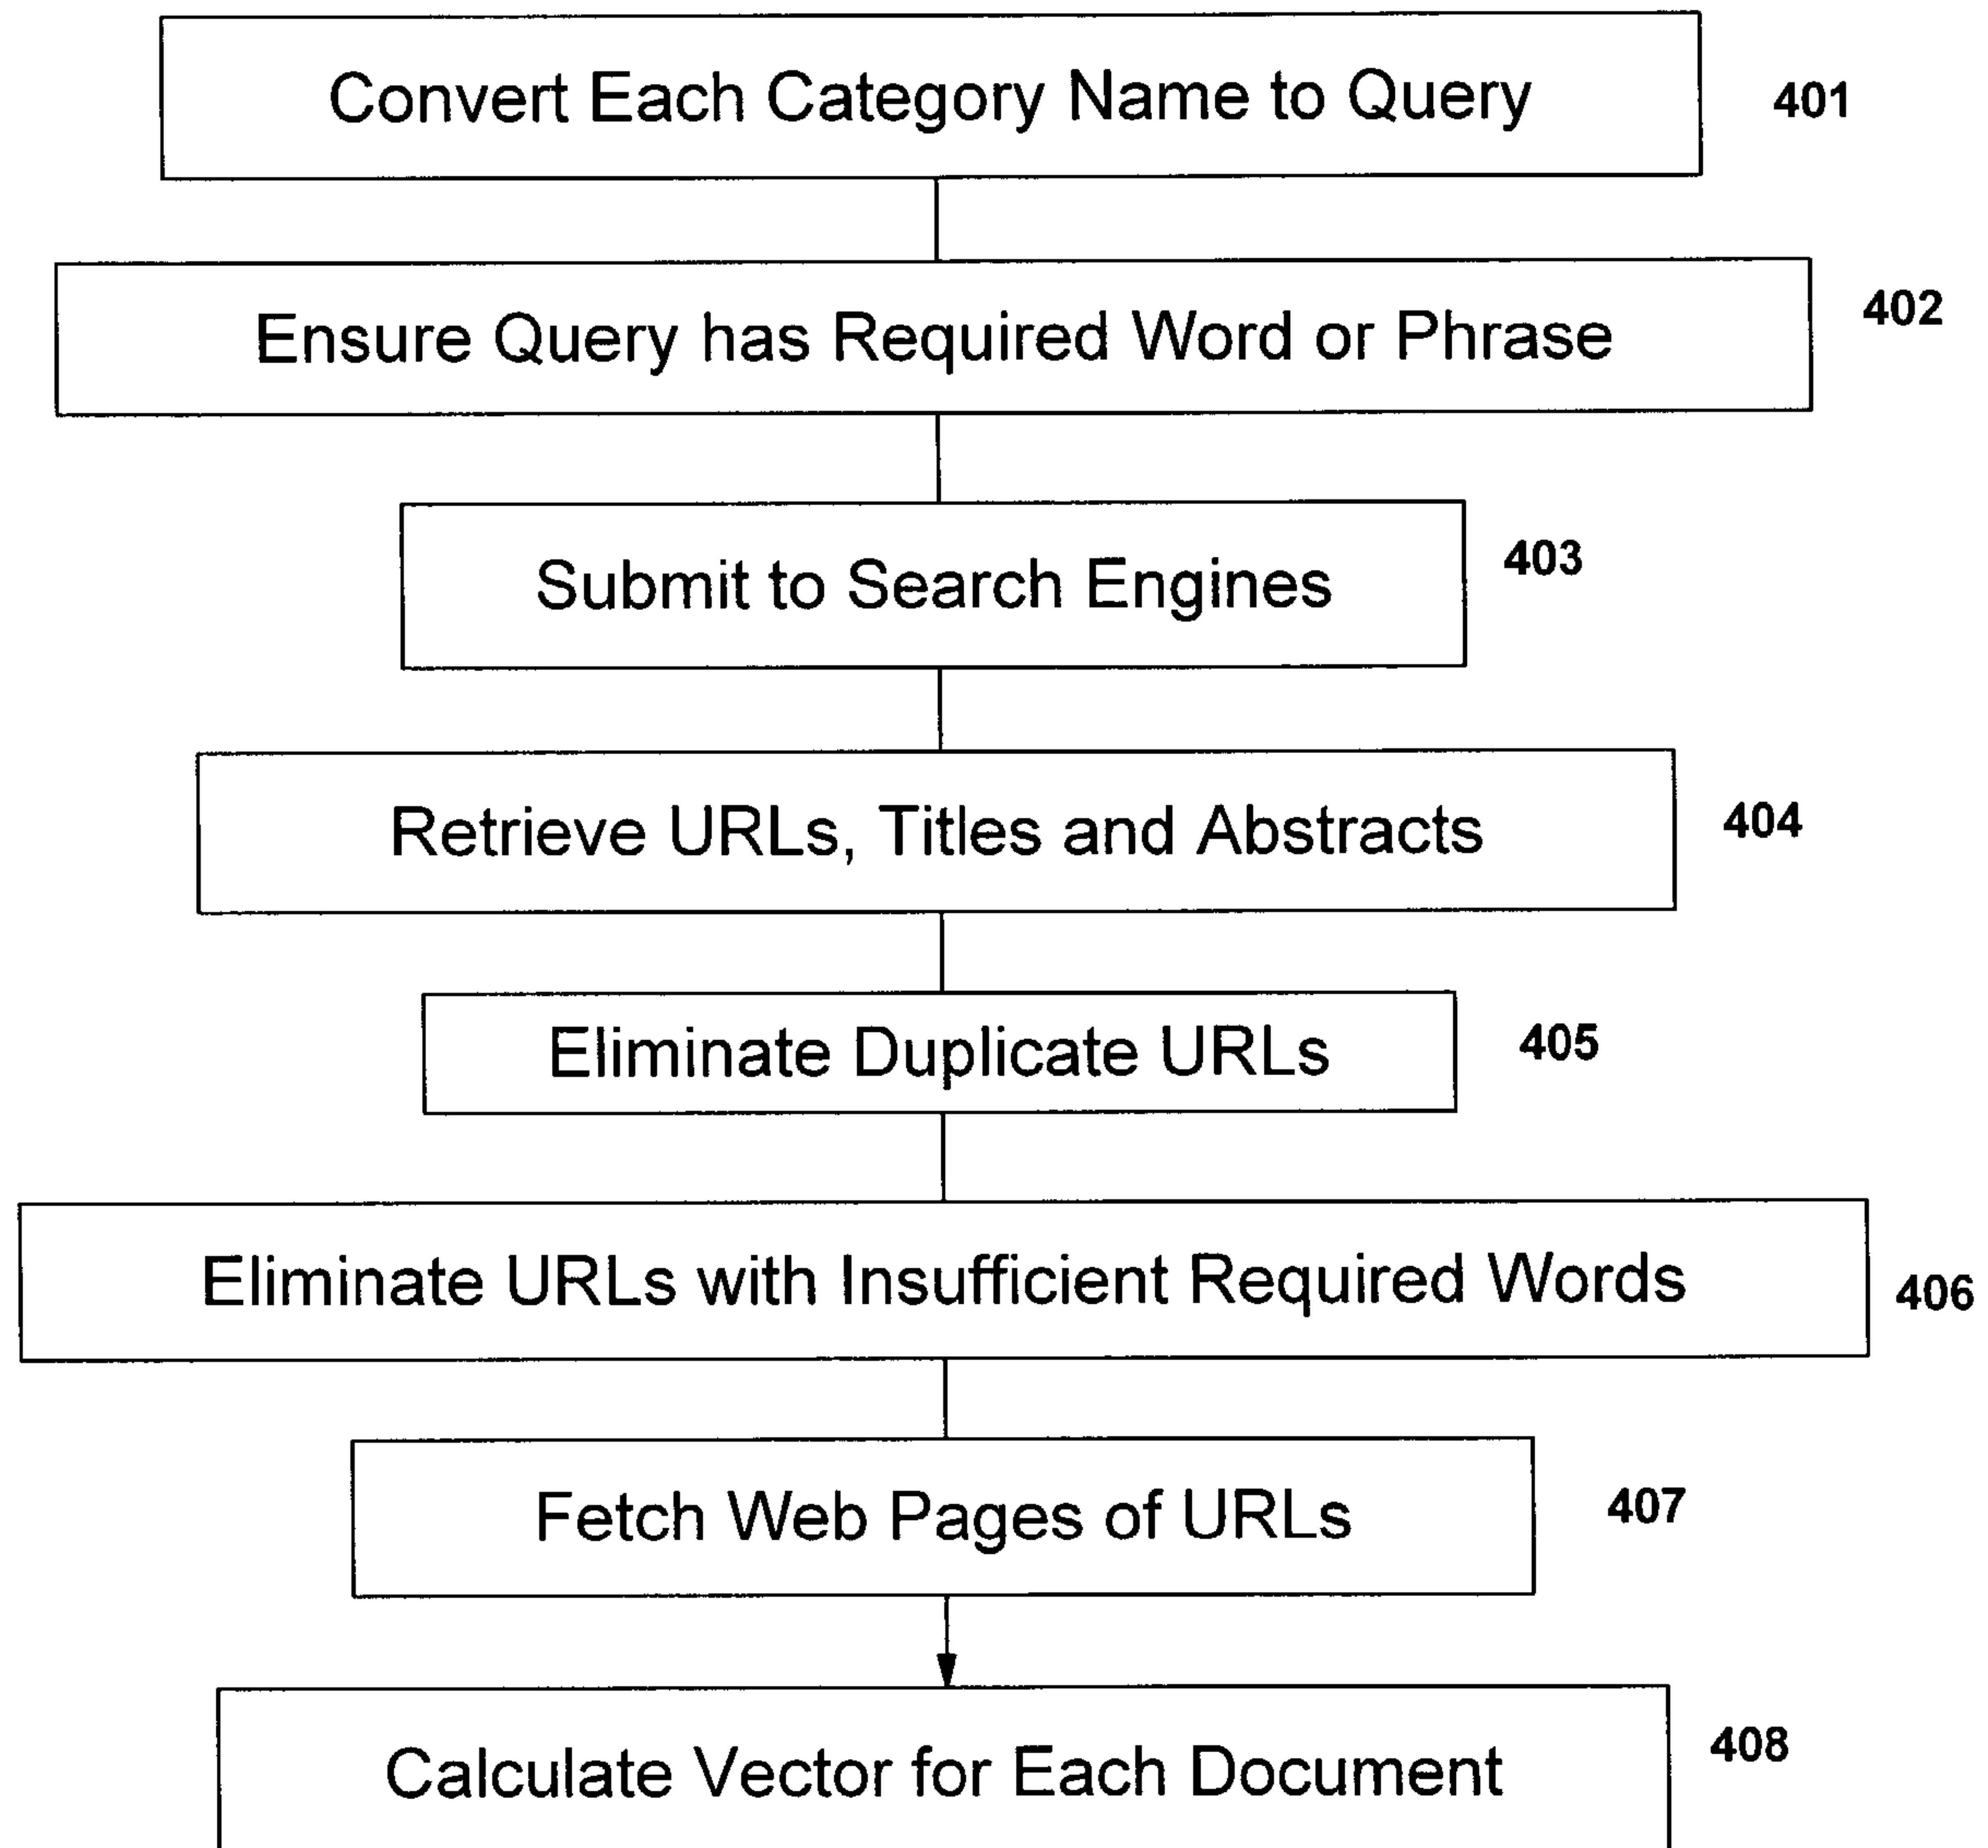 Convert Each Category Name to Query
401
Ensure Query has Required Word or Phrase
402
Submit to Search Engines
403
Retrieve URLs, Titles and Abstracts
404
Eliminate Duplicate URLs
405
Eliminate URLs with Insufficient Required Words
406
Fetch Web Pages of URLs
407
Calculate Vector for Each Document
408